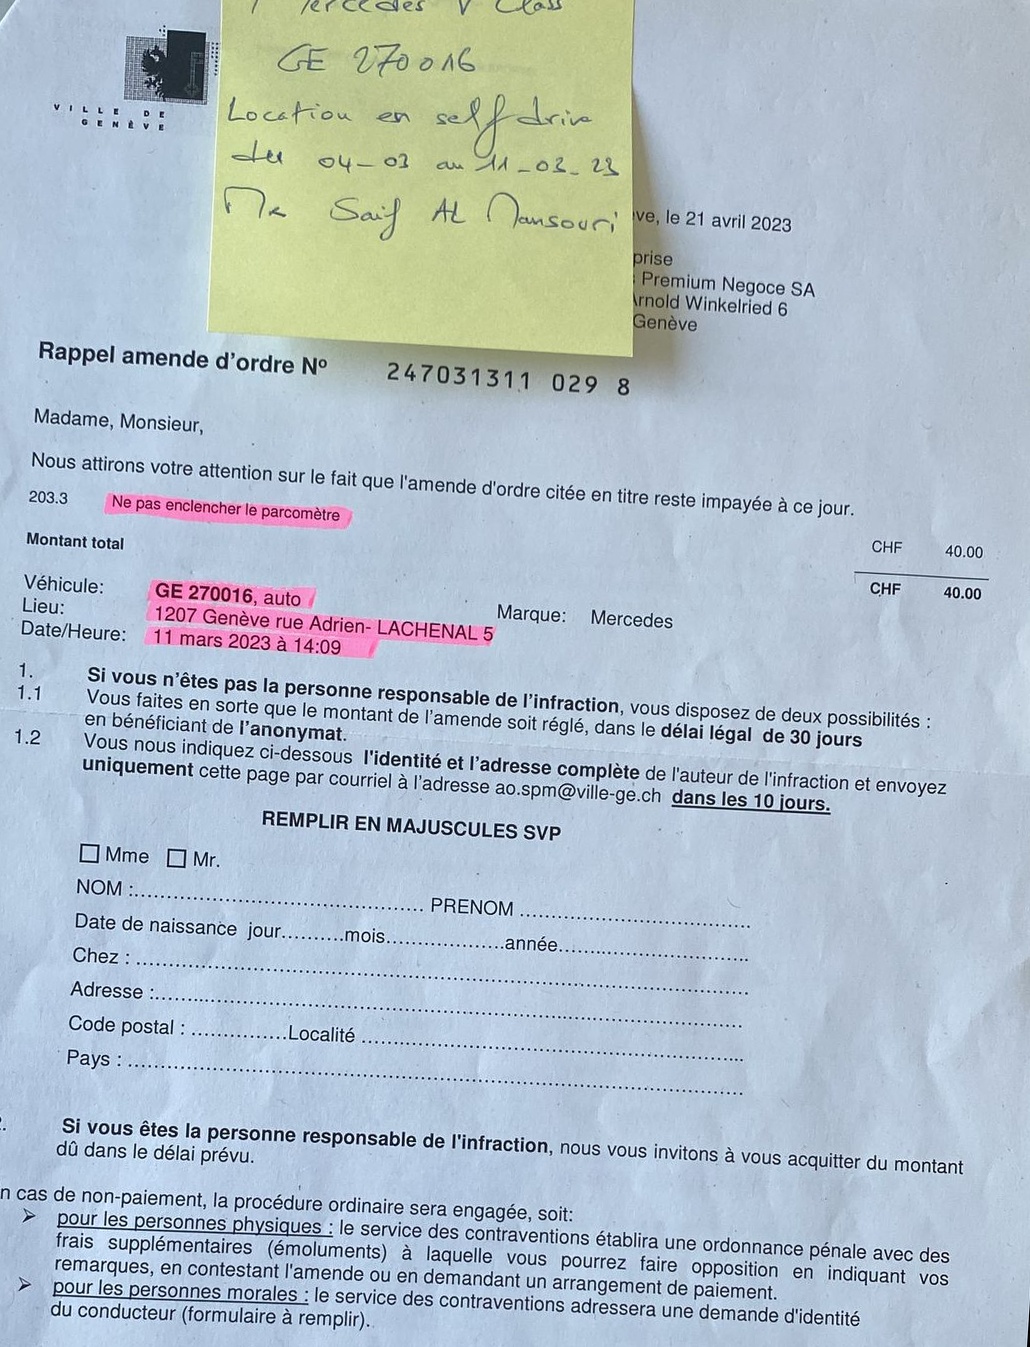 Mercedes V Class
GE 270016
Location en self drive
du 04-03 au 11-03-23
Mr Saif AL Mansouri
VILLE DE
GENÈVE
ve, le 21 avril 2023
prise
Premium Negoce SA
Arnold Winkelried 6
Genève
Rappel amende d'ordre Nº 247031311 029 8
Madame, Monsieur,
Nous attirons votre attention sur le fait que l'amende d'ordre citée en titre reste impayée à ce jour.
203.3 Ne pas enclencher le parcomètre CHF 40.00
Montant total CHF 40.00
Véhicule: GE 270016, auto Marque: Mercedes
Lieu: 1207 Genève rue Adrien- LACHENAL 5
Date/Heure: 11 mars 2023 à 14:09
1. Si vous n'êtes pas la personne responsable de l'infraction, vous disposez de deux possibilités :
1.1 Vous faites en sorte que le montant de l'amende soit réglé, dans le délai légal de 30 jours
en bénéficiant de l'anonymat.
1.2 Vous nous indiquez ci-dessous l'identité et l'adresse complète de l'auteur de l'infraction et envoyez
uniquement cette page par courriel à l'adresse ao.spm@ville-ge.ch dans les 10 jours.
REMPLIR EN MAJUSCULES SVP
Mme Mr.
NOM :.................................................. PRENOM ........................................
Date de naissance jour..........mois....................année.................................
Chez : ...............................................................................................
Adresse :.............................................................................................
Code postal : ...............Localité .................................................................
Pays : ...............................................................................................
Si vous êtes la personne responsable de l'infraction, nous vous invitons à vous acquitter du montant
dû dans le délai prévu.
n cas de non-paiement, la procédure ordinaire sera engagée, soit:
➢ pour les personnes physiques : le service des contraventions établira une ordonnance pénale avec des
frais supplémentaires (émoluments) à laquelle vous pourrez faire opposition en indiquant vos
remarques, en contestant l'amende ou en demandant un arrangement de paiement.
➢ pour les personnes morales : le service des contraventions adressera une demande d'identité
du conducteur (formulaire à remplir).